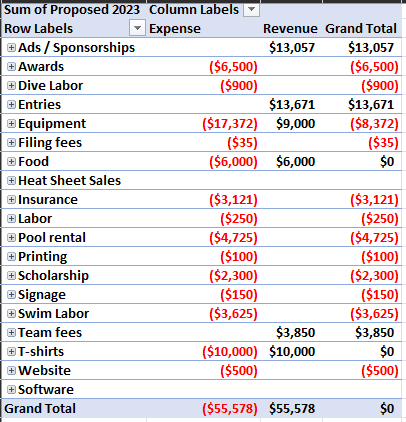 Sum of Proposed 2023 Column Labels
Row Labels Expense Revenue Grand Total
Ads / Sponsorships $13,057 $13,057
Awards ($6,500) ($6,500)
Dive Labor ($900) ($900)
Entries $13,671 $13,671
Equipment ($17,372) $9,000 ($8,372)
Filing fees ($35) ($35)
Food ($6,000) $6,000 $0
Heat Sheet Sales
Insurance ($3,121) ($3,121)
Labor ($250) ($250)
Pool rental ($4,725) ($4,725)
Printing ($100) ($100)
Scholarship ($2,300) ($2,300)
Signage ($150) ($150)
Swim Labor ($3,625) ($3,625)
Team fees $3,850 $3,850
T-shirts ($10,000) $10,000 $0
Website ($500) ($500)
Software
Grand Total ($55,578) $55,578 $0